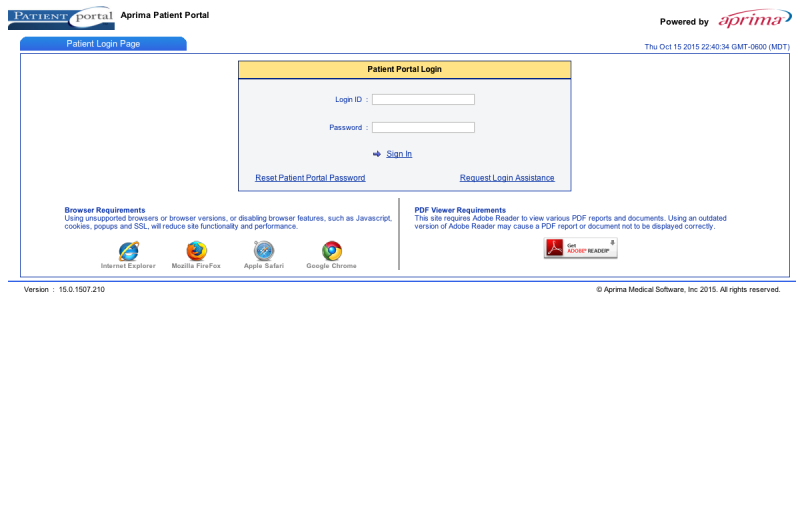 PATIENT portal Aprima Patient Portal
Powered by aprima
Patient Login Page
Thu Oct 15 2015 22:40:34 GMT-0600 (MDT)
Patient Portal Login
Login ID :
Password :
Sign In
Reset Patient Portal Password
Request Login Assistance
Browser Requirements
Using unsupported browsers or browser versions, or disabling browser features, such as Javascript,
cookies, popups and SSL, will reduce site functionality and performance.
Internet Explorer
Mozilla FireFox
Apple Safari
Google Chrome
PDF Viewer Requirements
This site requires Adobe Reader to view various PDF reports and documents. Using an outdated
version of Adobe Reader may cause a PDF report or document not to be displayed correctly.
Get
ADOBE® READER®
Version : 15.0.1507.210
© Aprima Medical Software, Inc 2015. All rights reserved.